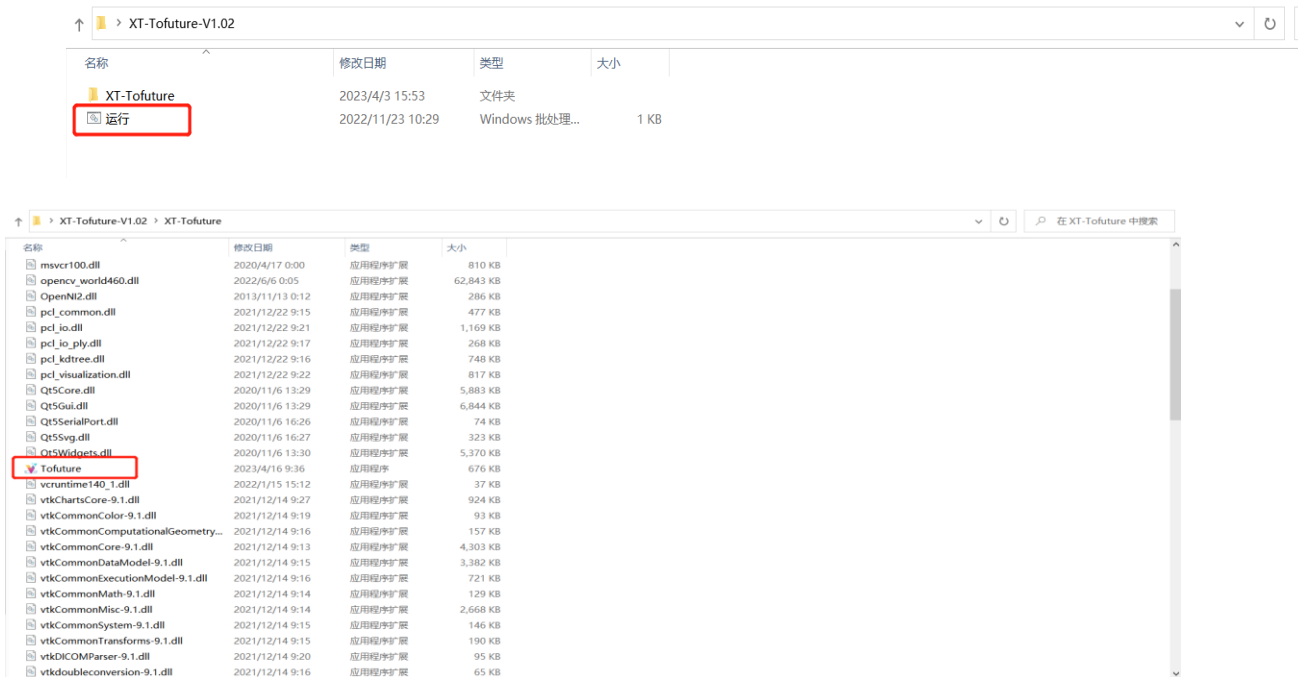 XT-Tofuture-V1.02
名称 修改日期 类型 大小
XT-Tofuture 2023/4/3 15:53 文件夹
运行 2022/11/23 10:29 Windows 批处理... 1 KB
XT-Tofuture-V1.02 > XT-Tofuture 在 XT-Tofuture 中搜索
名称 修改日期 类型 大小
msvcr100.dll 2020/4/17 0:00 应用程序扩展 810 KB
opencv_world460.dll 2022/6/6 0:05 应用程序扩展 62,843 KB
OpenNI2.dll 2013/11/13 0:12 应用程序扩展 286 KB
pcl_common.dll 2021/12/22 9:15 应用程序扩展 477 KB
pcl_io.dll 2021/12/22 9:21 应用程序扩展 1,169 KB
pcl_io_ply.dll 2021/12/22 9:17 应用程序扩展 268 KB
pcl_kdtree.dll 2021/12/22 9:16 应用程序扩展 748 KB
pcl_visualization.dll 2021/12/22 9:22 应用程序扩展 817 KB
Qt5Core.dll 2020/11/6 13:29 应用程序扩展 5,883 KB
Qt5Gui.dll 2020/11/6 13:29 应用程序扩展 6,844 KB
Qt5SerialPort.dll 2020/11/6 16:26 应用程序扩展 74 KB
Qt5Svg.dll 2020/11/6 16:27 应用程序扩展 323 KB
Qt5Widgets.dll 2020/11/6 13:30 应用程序扩展 5,370 KB
Tofuture 2023/4/16 9:36 应用程序 676 KB
vcruntime140_1.dll 2022/1/15 15:12 应用程序扩展 37 KB
vtkChartsCore-9.1.dll 2021/12/14 9:27 应用程序扩展 924 KB
vtkCommonColor-9.1.dll 2021/12/14 9:19 应用程序扩展 93 KB
vtkCommonComputationalGeometry... 2021/12/14 9:16 应用程序扩展 157 KB
vtkCommonCore-9.1.dll 2021/12/14 9:13 应用程序扩展 4,303 KB
vtkCommonDataModel-9.1.dll 2021/12/14 9:15 应用程序扩展 3,382 KB
vtkCommonExecutionModel-9.1.dll 2021/12/14 9:16 应用程序扩展 721 KB
vtkCommonMath-9.1.dll 2021/12/14 9:14 应用程序扩展 129 KB
vtkCommonMisc-9.1.dll 2021/12/14 9:14 应用程序扩展 2,668 KB
vtkCommonSystem-9.1.dll 2021/12/14 9:15 应用程序扩展 146 KB
vtkCommonTransforms-9.1.dll 2021/12/14 9:15 应用程序扩展 190 KB
vtkDICOMParser-9.1.dll 2021/12/14 9:20 应用程序扩展 95 KB
vtkdoubleconversion-9.1.dll 2021/12/14 9:16 应用程序扩展 65 KB